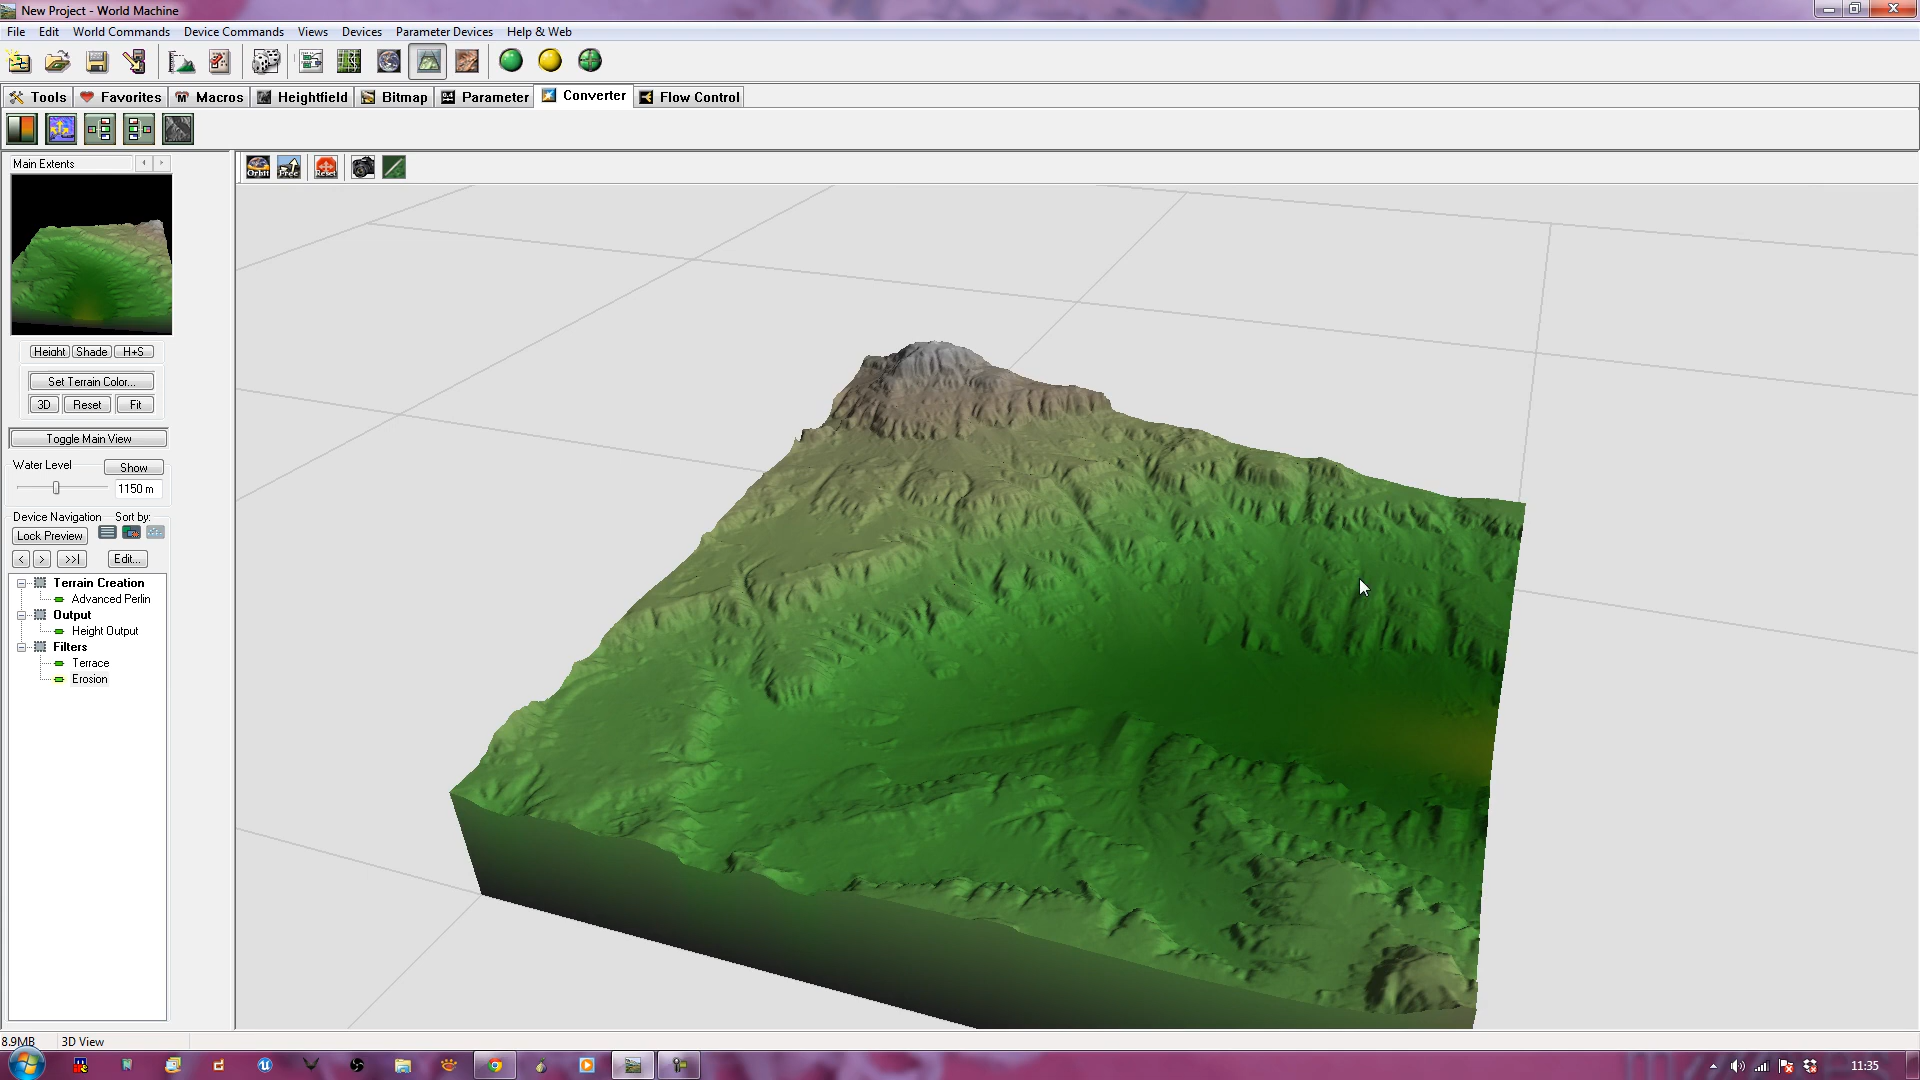 New Project - World Machine
File Edit World Commands Device Commands Views Devices Parameter Devices Help & Web
Tools Favorites Macros Heightfield Bitmap Parameter Converter Flow Control
Main Extents
Orbit Free Reset
Height Shade H+S
Set Terrain Color...
3D Reset Fit
Toggle Main View
Water Level Show
1150 m
Device Navigation Sort by:
Lock Preview
< > >>| Edit...
Terrain Creation
Advanced Perlin
Output
Height Output
Filters
Terrace
Erosion
8.9MB 3D View
11:35